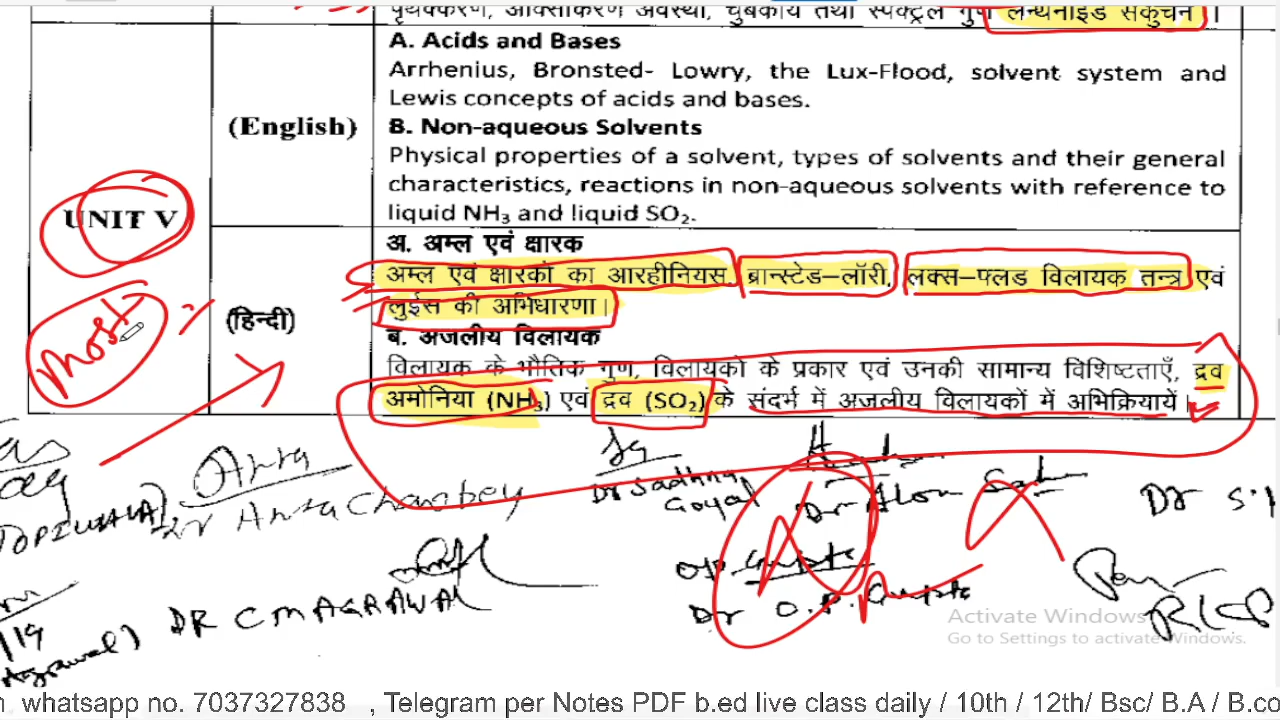 पृथक्करण, आक्सीकरण अवस्था, चुंबकीय तथा स्पेक्ट्रल गुण लेन्थेनाइड संकुचन।
A. Acids and Bases
Arrhenius, Bronsted- Lowry, the Lux-Flood, solvent system and
Lewis concepts of acids and bases.
(English)
B. Non-aqueous Solvents
Physical properties of a solvent, types of solvents and their general
characteristics, reactions in non-aqueous solvents with reference to
liquid NH₃ and liquid SO₂.
UNIT V
अ. अम्ल एवं क्षारक
अम्ल एवं क्षारकों का आरहीनियस, ब्रान्स्टेड–लॉरी, लक्स–फ्लड विलायक तन्त्र एवं
लुईस की अभिधारणा।
(हिन्दी)
Most
ब. अजलीय विलायक
विलायक के भौतिक गुण, विलायको के प्रकार एवं उनकी सामान्य विशिष्टताएँ, द्रव
अमोनिया (NH₃) एवं द्रव (SO₂) के संदर्भ में अजलीय विलायकों में अभिक्रियायें।
Dr Sadhna
Goyal
Dr Alok
DR C M AGRAWAL
Dr O.P. Gupta
Activate Windows
Go to Settings to activate Windows.
whatsapp no. 7037327838 , Telegram per Notes PDF b.ed live class daily / 10th / 12th/ Bsc/ B.A / B.co